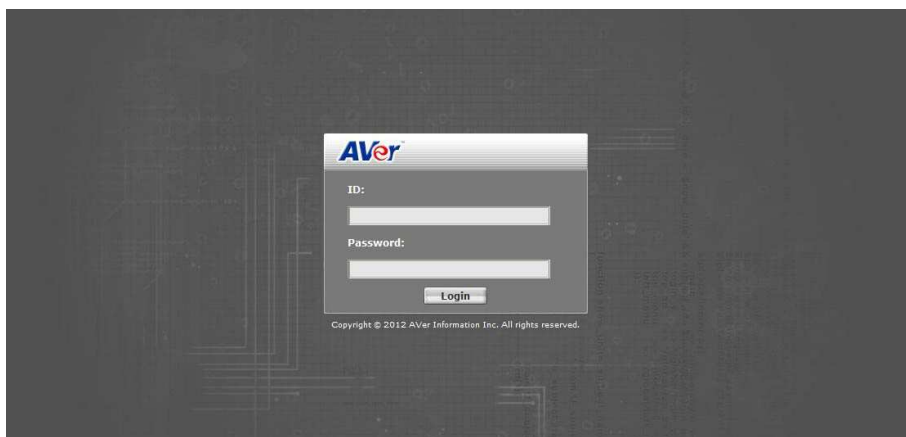 AVer
ID:
Password:
Login
Copyright © 2012 AVer Information Inc. All rights reserved.